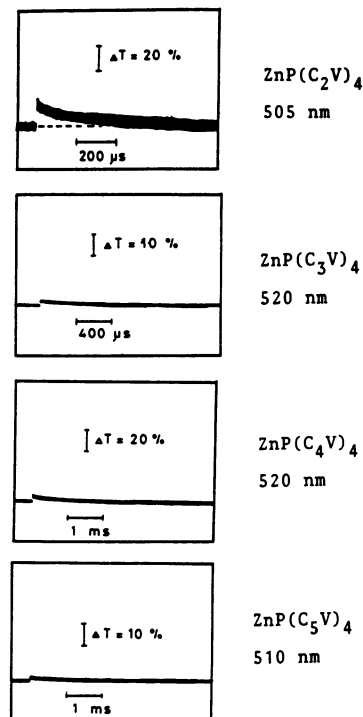 ΔT = 20 %
200 μs
ZnP(C₂V)₄
505 nm
ΔT = 10 %
400 μs
ZnP(C₃V)₄
520 nm
ΔT = 20 %
1 ms
ZnP(C₄V)₄
520 nm
ΔT = 10 %
1 ms
ZnP(C₅V)₄
510 nm